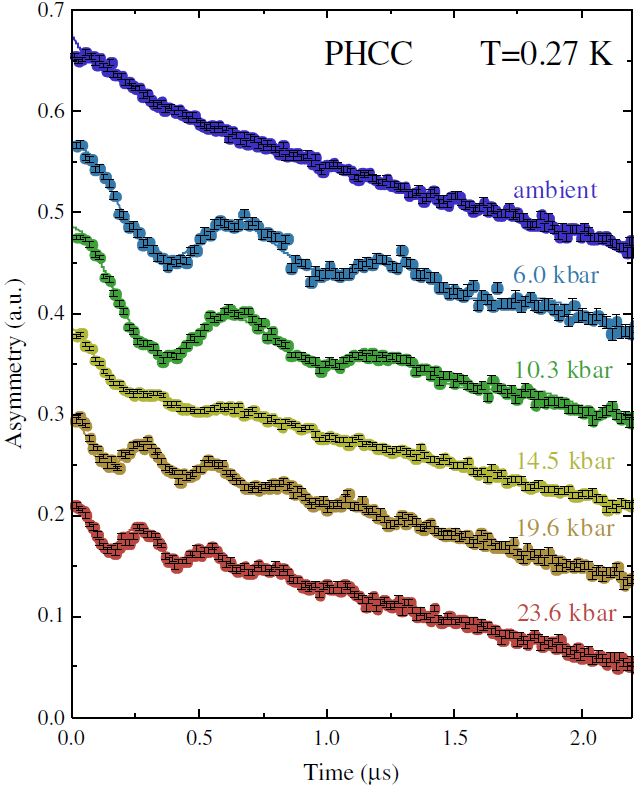 0.7
PHCC T=0.27 K
0.6
ambient
0.5
6.0 kbar
0.4
10.3 kbar
0.3
14.5 kbar
0.2
19.6 kbar
0.1
23.6 kbar
0.0
0.0 0.5 1.0 1.5 2.0
Time (μs)
Asymmetry (a.u.)